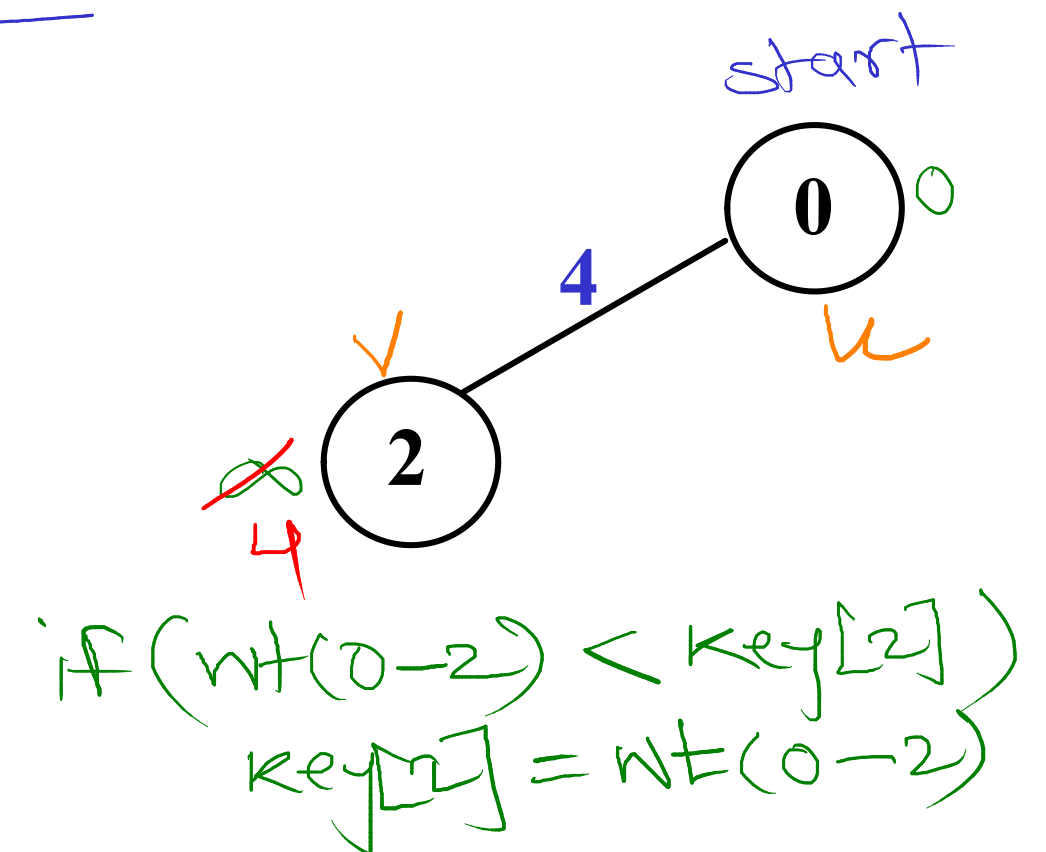 start
0
0
4
v
u
2
∞
4
if (wt(0-2) < key[2])
key[2] = wt(0-2)